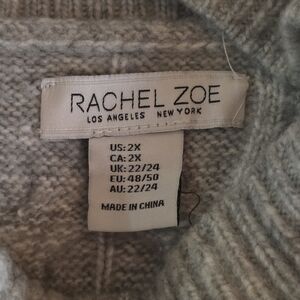 RACHEL ZOE
LOS ANGELES NEW YORK
US: 2X
CA: 2X
UK: 22/24
EU: 48/50
AU: 22/24
MADE IN CHINA